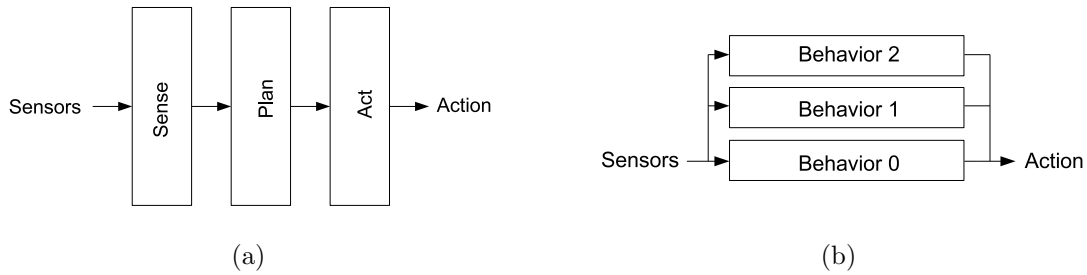 Sensors
Sense
Plan
Act
Action
(a)
Behavior 2
Behavior 1
Sensors
Behavior 0
Action
(b)